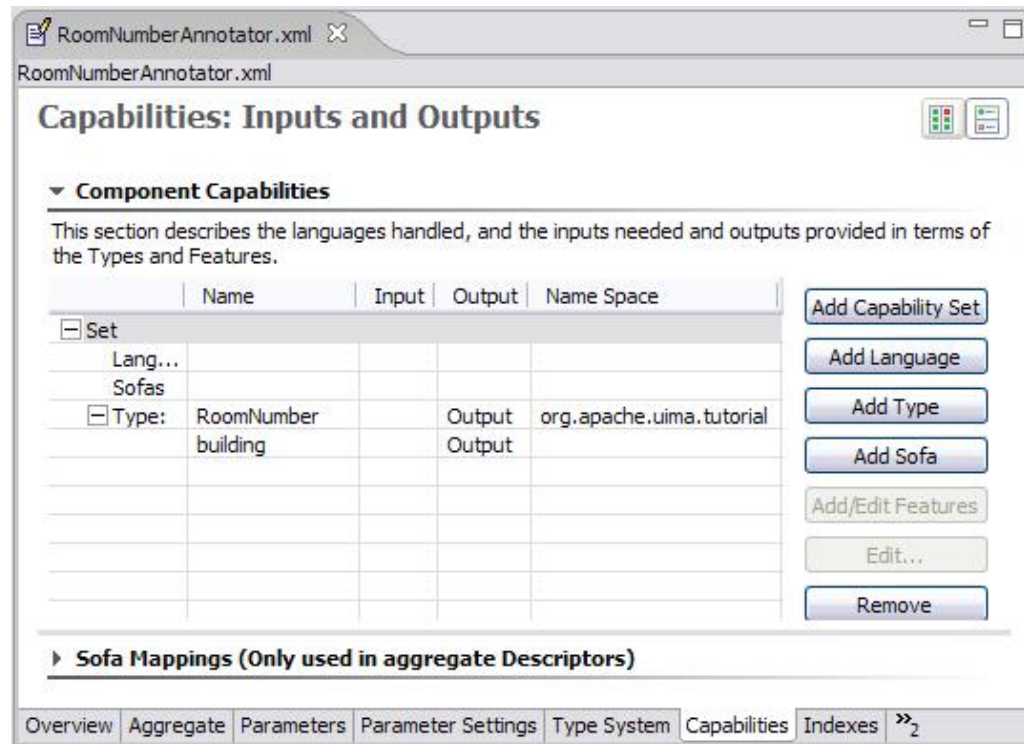 RoomNumberAnnotator.xml
RoomNumberAnnotator.xml
Capabilities: Inputs and Outputs
Component Capabilities
This section describes the languages handled, and the inputs needed and outputs provided in terms of
the Types and Features.
Name Input Output Name Space
Set
Lang...
Sofas
Type: RoomNumber Output org.apache.uima.tutorial
building Output
Add Capability Set
Add Language
Add Type
Add Sofa
Add/Edit Features
Edit...
Remove
Sofa Mappings (Only used in aggregate Descriptors)
Overview Aggregate Parameters Parameter Settings Type System Capabilities Indexes »2